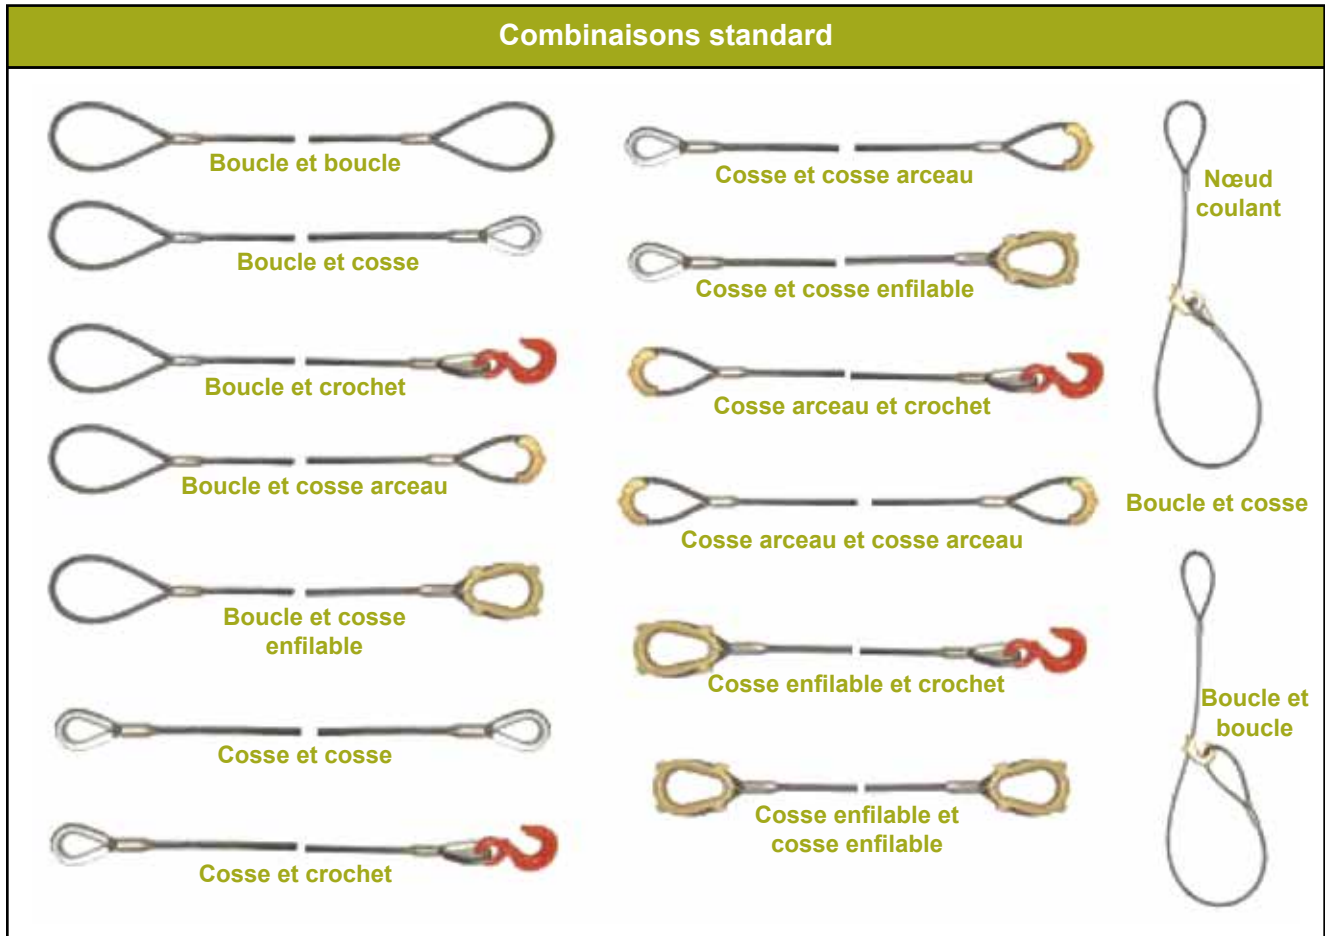 Combinaisons standard
Boucle et boucle
Boucle et cosse
Boucle et crochet
Boucle et cosse arceau
Boucle et cosse
enfilable
Cosse et cosse
Cosse et crochet
Cosse et cosse arceau
Cosse et cosse enfilable
Cosse arceau et crochet
Cosse arceau et cosse arceau
Cosse enfilable et crochet
Cosse enfilable et
cosse enfilable
Nœud
coulant
Boucle et cosse
Boucle et
boucle